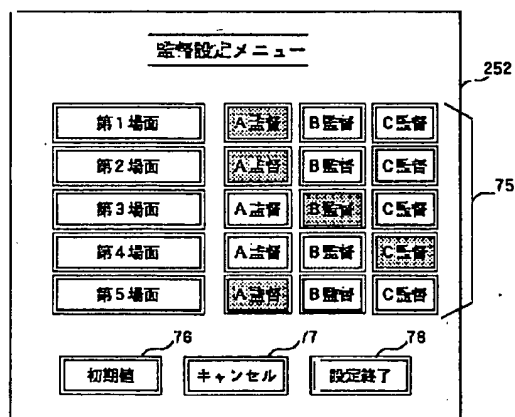 監督設定メニュー
252
第1場面 A監督 B監督 C監督
第2場面 A監督 B監督 C監督
75
第3場面 A監督 B監督 C監督
第4場面 A監督 B監督 C監督
第5場面 A監督 B監督 C監督
76 77 78
初期値 キャンセル 設定終了